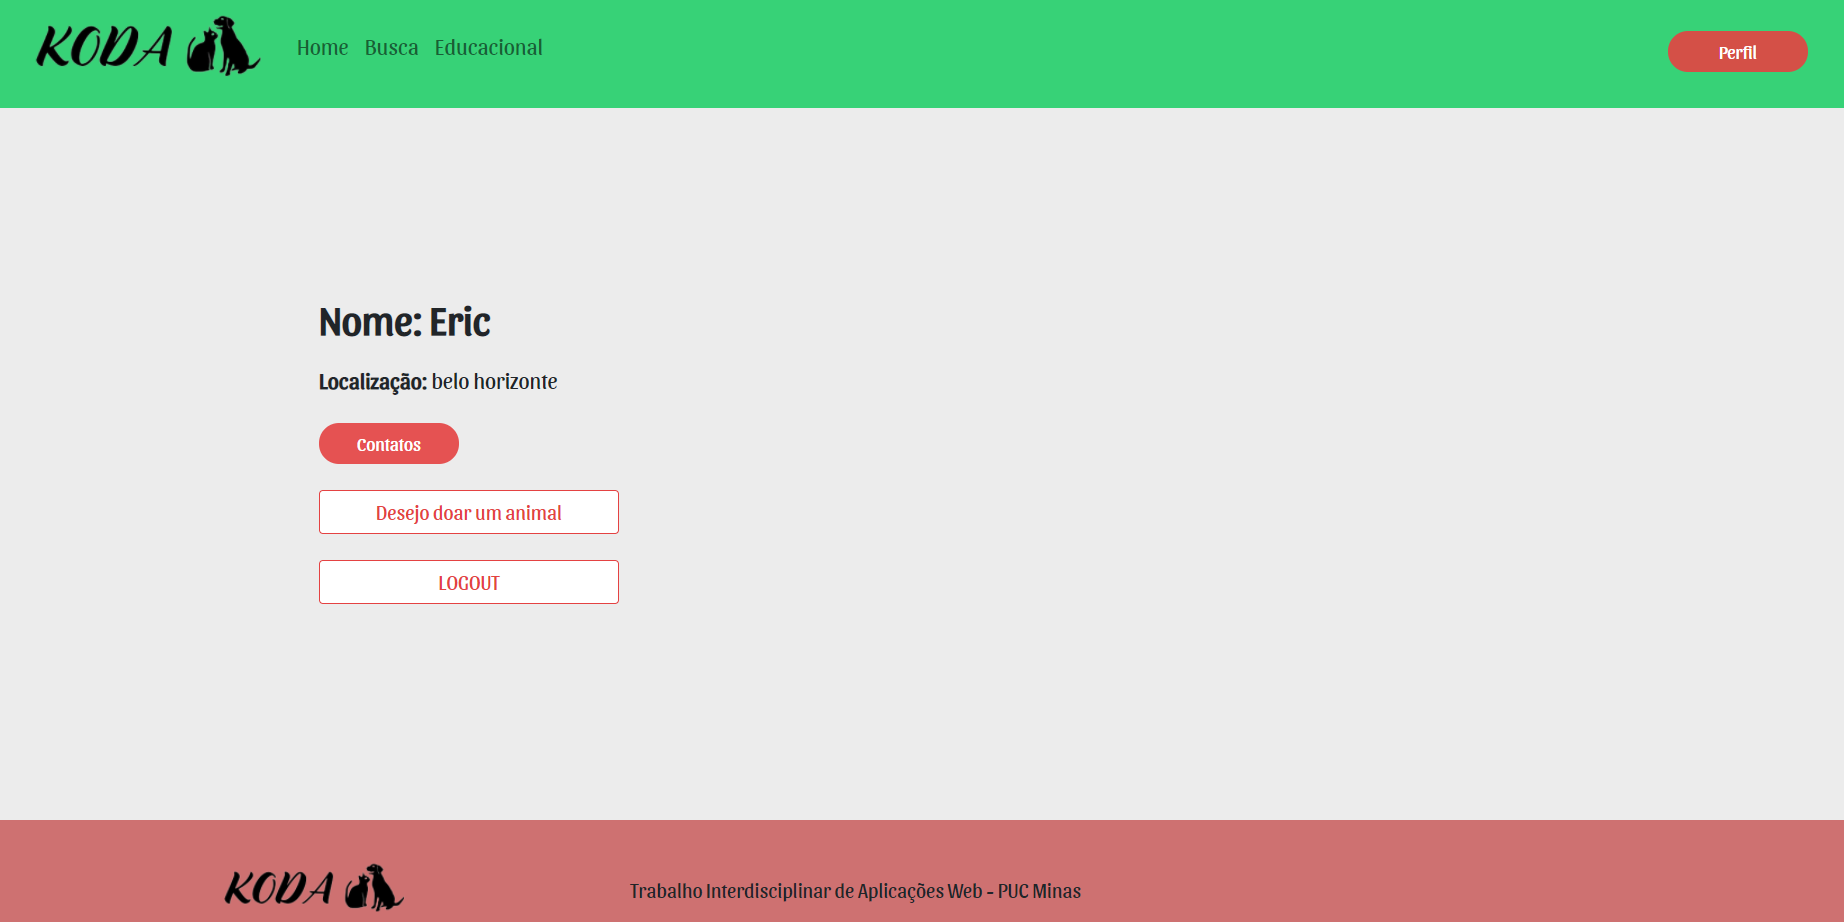 KODA
Home Busca Educacional
Perfil
Nome: Eric
Localização: belo horizonte
Contatos
Desejo doar um animal
LOGOUT
KODA
Trabalho Interdisciplinar de Aplicações Web - PUC Minas